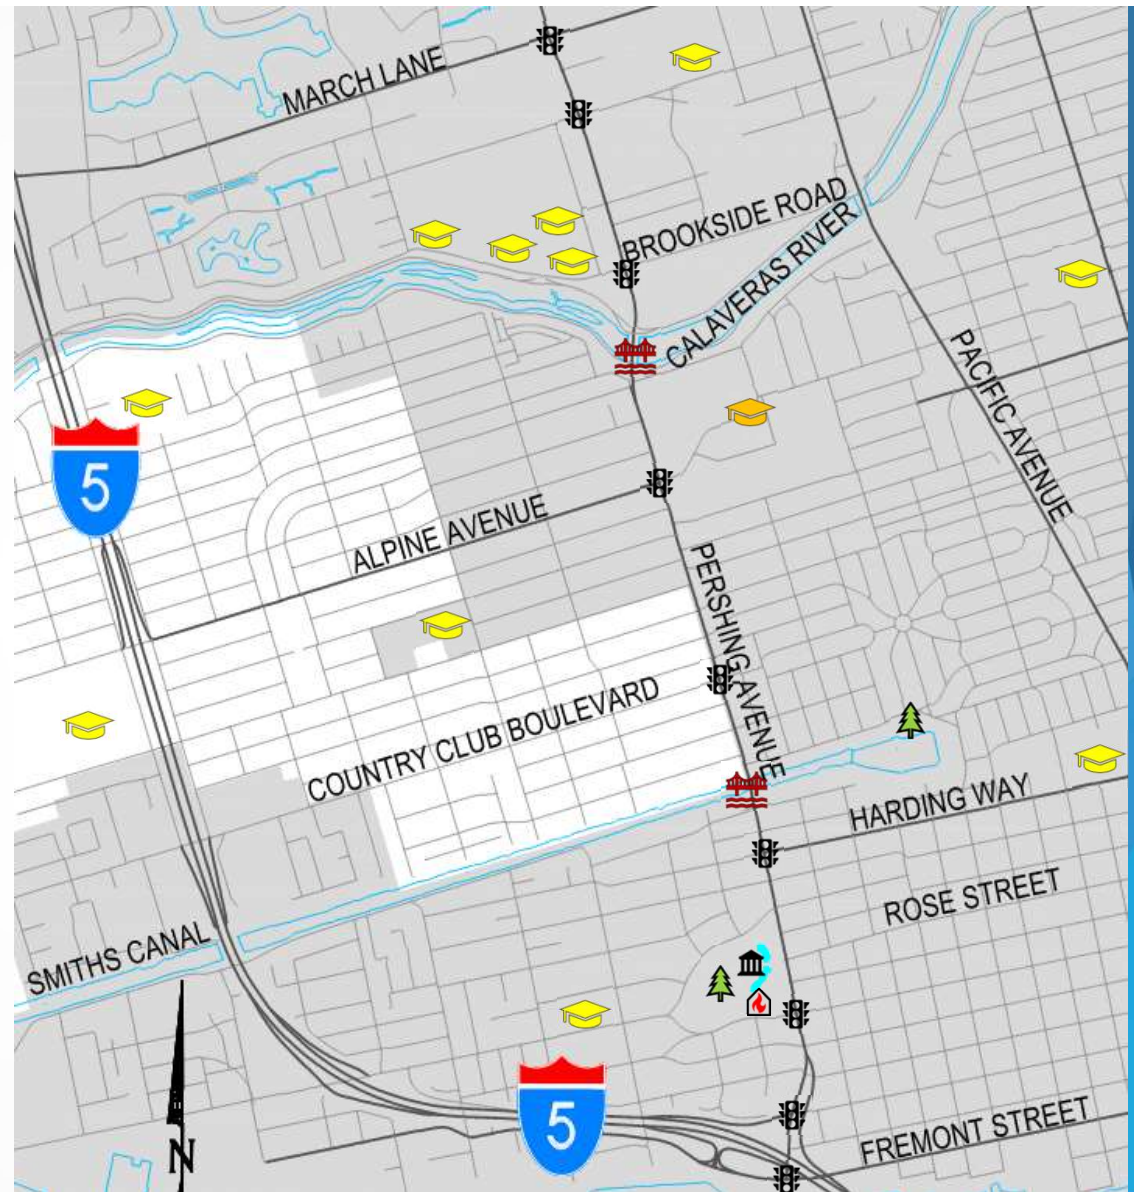 MARCH LANE
BROOKSIDE ROAD
CALAVERAS RIVER
PACIFIC AVENUE
5
ALPINE AVENUE
PERSHING AVENUE
COUNTRY CLUB BOULEVARD
HARDING WAY
ROSE STREET
SMITHS CANAL
N
5
FREMONT STREET